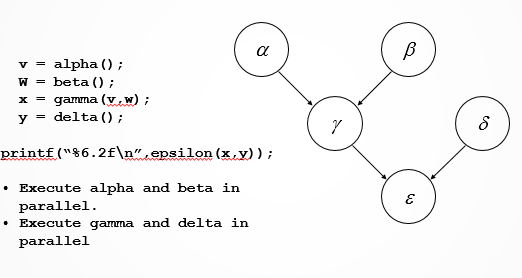 v = alpha();
W = beta();
x = gamma(v,w);
y = delta();
printf(“%6.2f\n”,epsilon(x,y));
• Execute alpha and beta in
parallel.
• Execute gamma and delta in
parallel
α
β
γ
δ
ε